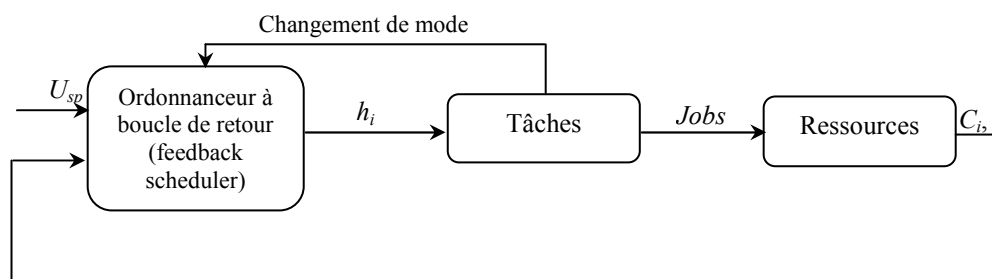 Changement de mode
U_sp
Ordonnanceur à
boucle de retour
(feedback
scheduler)
h_i
Tâches
Jobs
Ressources
C_i,